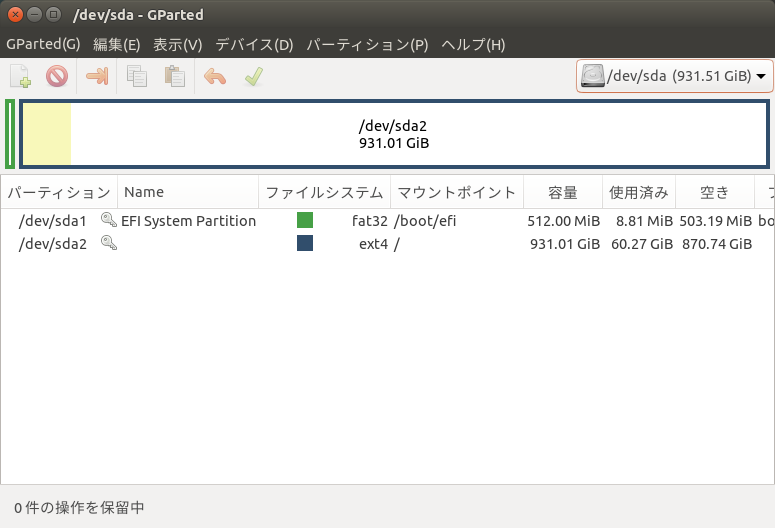 /dev/sda - GParted
GParted(G) 編集(E) 表示(V) デバイス(D) パーティション(P) ヘルプ(H)
/dev/sda (931.51 GiB)
/dev/sda2
931.01 GiB
パーティション Name ファイルシステム マウントポイント 容量 使用済み 空き フ
/dev/sda1 EFI System Partition fat32 /boot/efi 512.00 MiB 8.81 MiB 503.19 MiB bo
/dev/sda2 ext4 / 931.01 GiB 60.27 GiB 870.74 GiB
0 件の操作を保留中